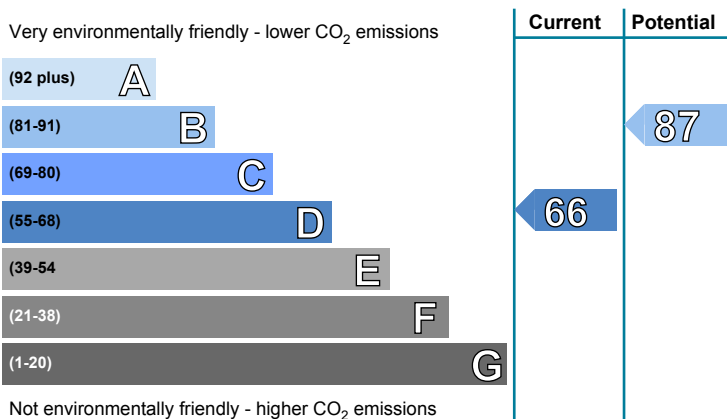 Very environmentally friendly - lower CO₂ emissions
Current Potential
(92 plus) A
(81-91) B
87
(69-80) C
(55-68) D
66
(39-54 E
(21-38) F
(1-20) G
Not environmentally friendly - higher CO₂ emissions